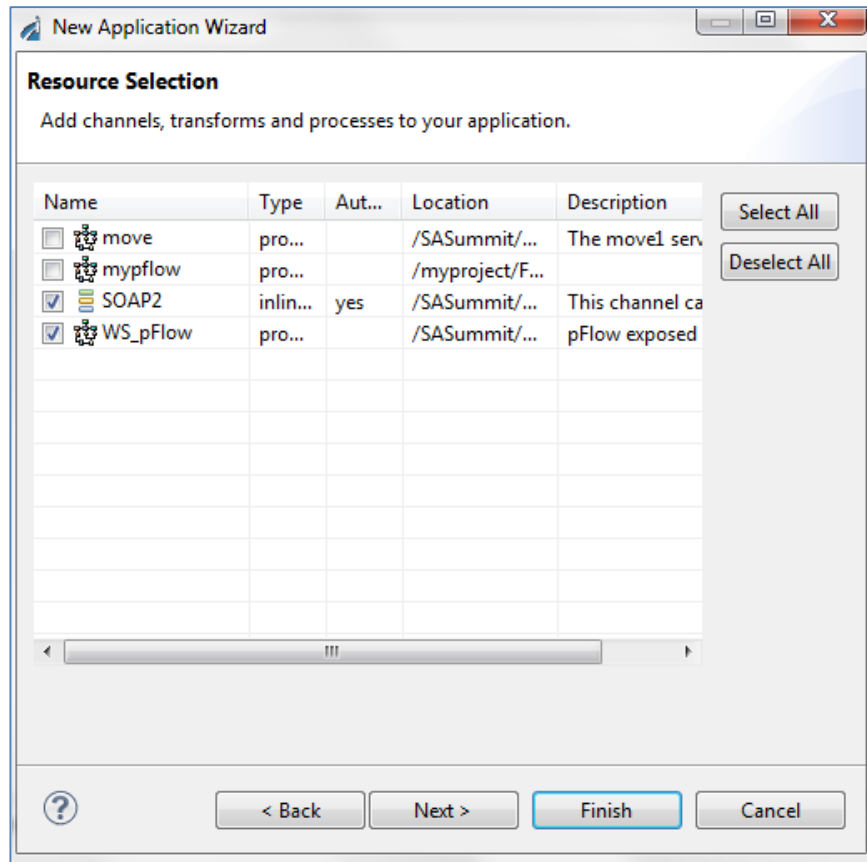 New Application Wizard
Resource Selection
Add channels, transforms and processes to your application.
Name Type Aut... Location Description
move pro... /SASummit/... The move1 serv
mypflow pro... /myproject/F...
SOAP2 inlin... yes /SASummit/... This channel ca
WS_pFlow pro... /SASummit/... pFlow exposed
Select All
Deselect All
? < Back Next > Finish Cancel